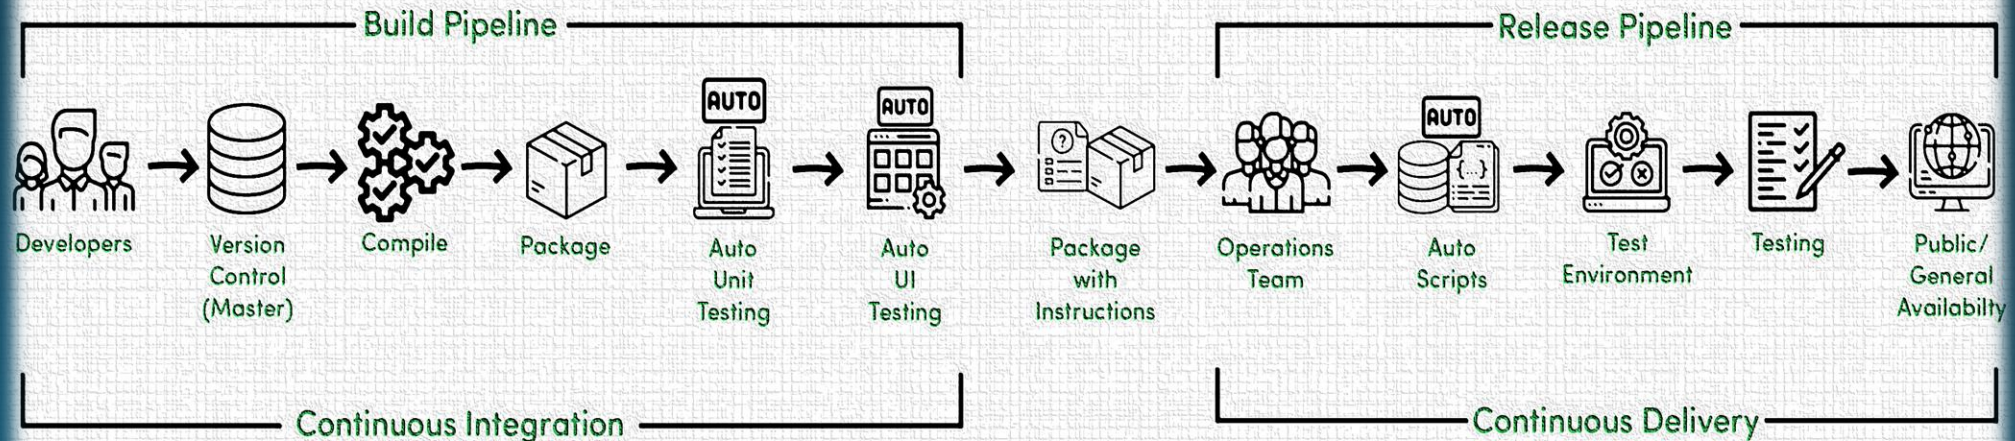 Build Pipeline
Release Pipeline
AUTO
AUTO
AUTO
?
{...}
Developers
Version
Control
(Master)
Compile
Package
Auto
Unit
Testing
Auto
UI
Testing
Package
with
Instructions
Operations
Team
Auto
Scripts
Test
Environment
Testing
Public/
General
Availabilty
Continuous Integration
Continuous Delivery